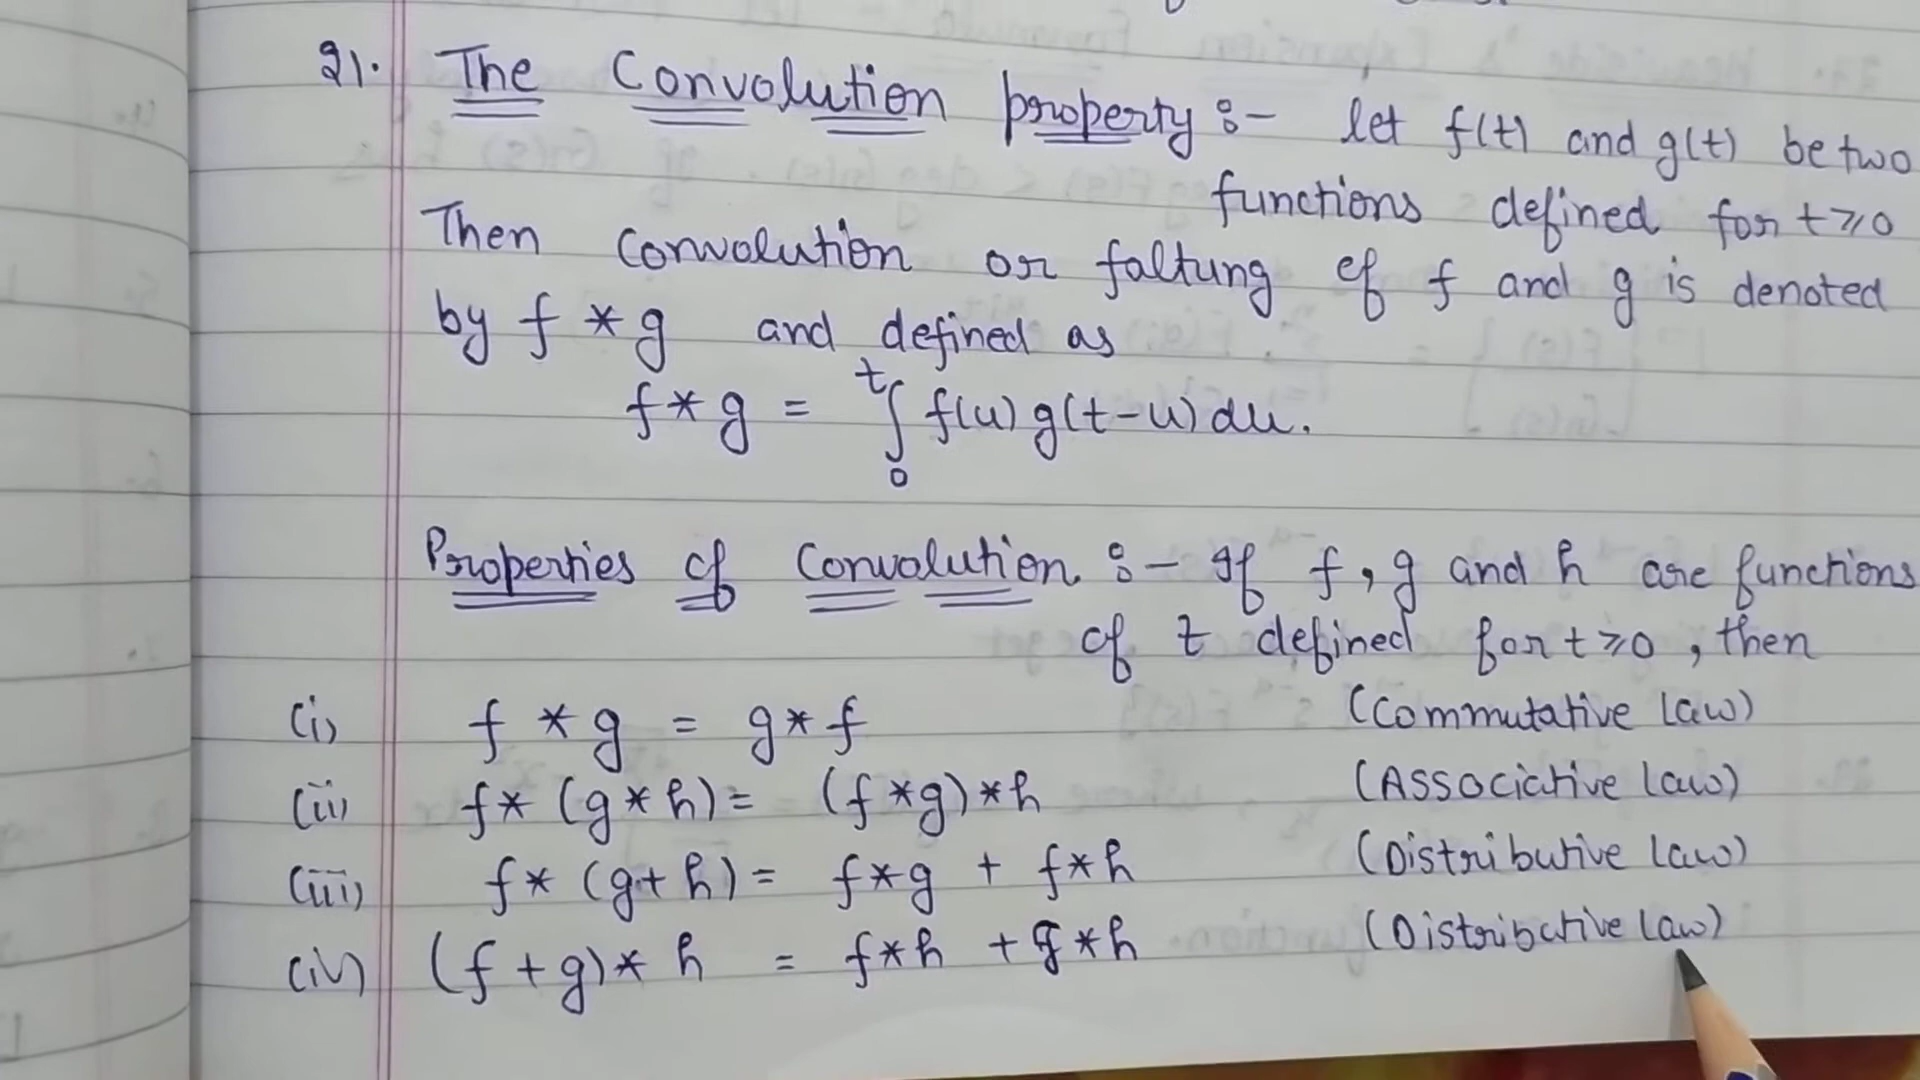 21. The Convolution property :- let f(t) and g(t) be two
functions defined for t≥0
Then convolution or faltung of f and g is denoted
by f * g and defined as
f * g = ∫₀ᵗ f(u) g(t-u) du.
Properties of Convolution :- If f, g and h are functions
of t defined for t≥0, then
(i) f * g = g * f (Commutative law)
(ii) f * (g * h) = (f * g) * h (Associative law)
(iii) f * (g + h) = f * g + f * h (Distributive law)
(iv) (f + g) * h = f * h + g * h (Distributive law)